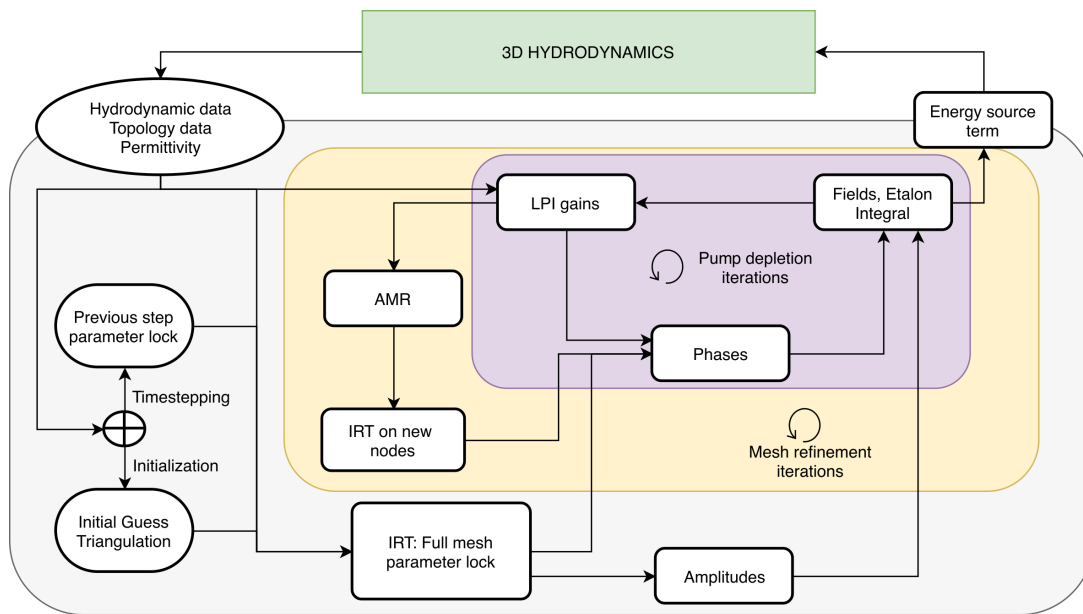 3D HYDRODYNAMICS
Hydrodynamic data
Topology data
Permittivity
Energy source
term
LPI gains
Fields, Etalon
Integral
Pump depletion
iterations
AMR
Previous step
parameter lock
Phases
Timestepping
IRT on new
nodes
Mesh refinement
iterations
Initialization
Initial Guess
Triangulation
IRT: Full mesh
parameter lock
Amplitudes